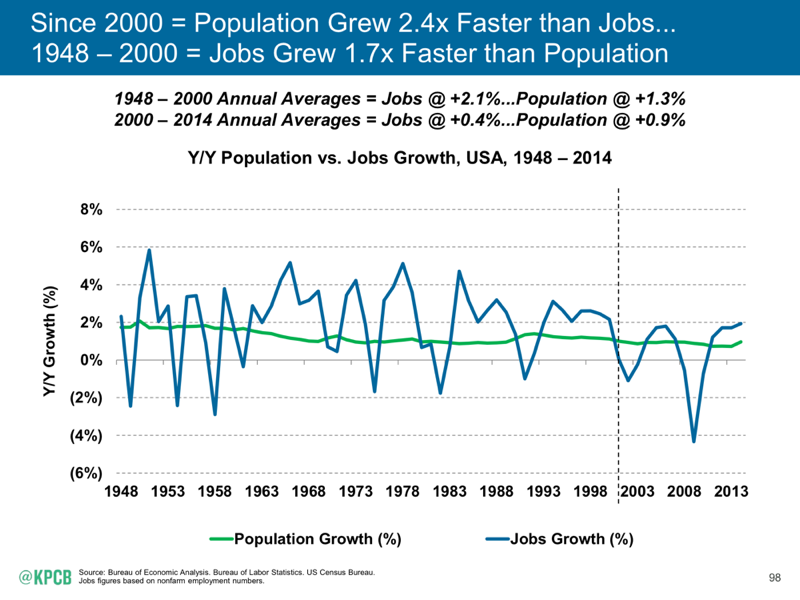 Since 2000 = Population Grew 2.4x Faster than Jobs...
1948 – 2000 = Jobs Grew 1.7x Faster than Population
1948 – 2000 Annual Averages = Jobs @ +2.1%...Population @ +1.3%
2000 – 2014 Annual Averages = Jobs @ +0.4%...Population @ +0.9%
Y/Y Population vs. Jobs Growth, USA, 1948 – 2014
Y/Y Growth (%)
8%
6%
4%
2%
0%
(2%)
(4%)
(6%)
1948 1953 1958 1963 1968 1973 1978 1983 1988 1993 1998 2003 2008 2013
Population Growth (%) Jobs Growth (%)
@KPCB
Source: Bureau of Economic Analysis. Bureau of Labor Statistics. US Census Bureau.
Jobs figures based on nonfarm employment numbers.
98